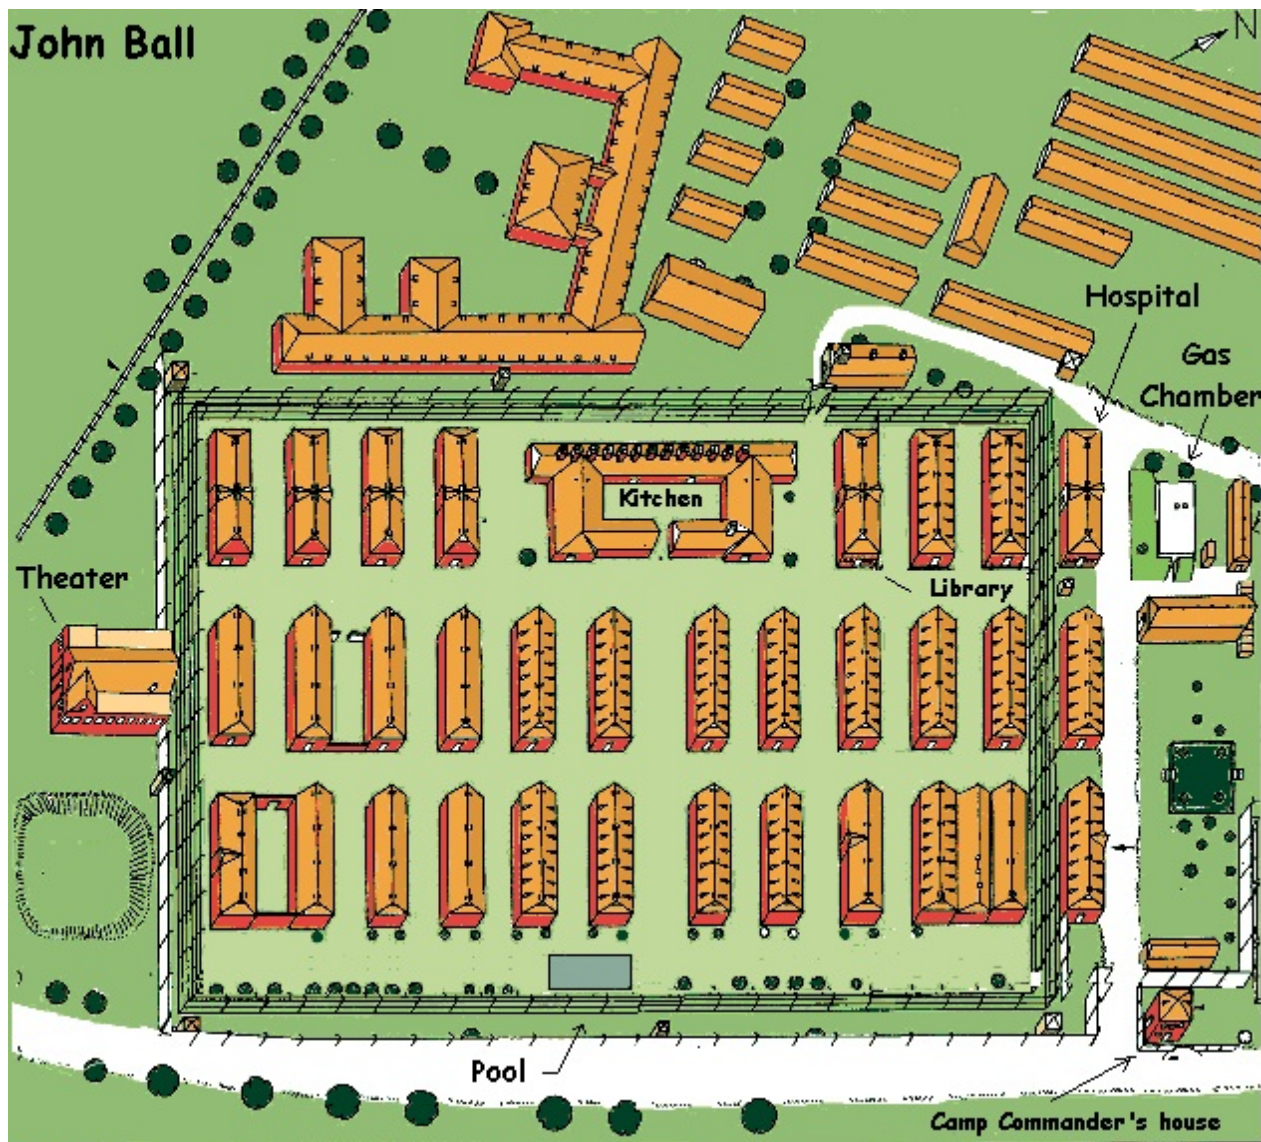 John Ball
N
Hospital
Gas
Chamber
Kitchen
Library
Theater
Pool
Camp Commander's house